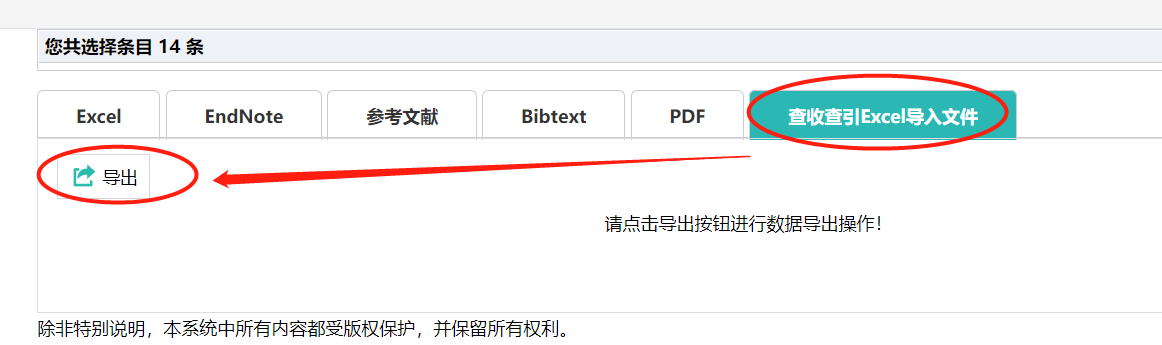 您共选择条目 14 条
Excel EndNote 参考文献 Bibtext PDF 查收查引Excel导入文件
导出
请点击导出按钮进行数据导出操作!
除非特别说明，本系统中所有内容都受版权保护，并保留所有权利。